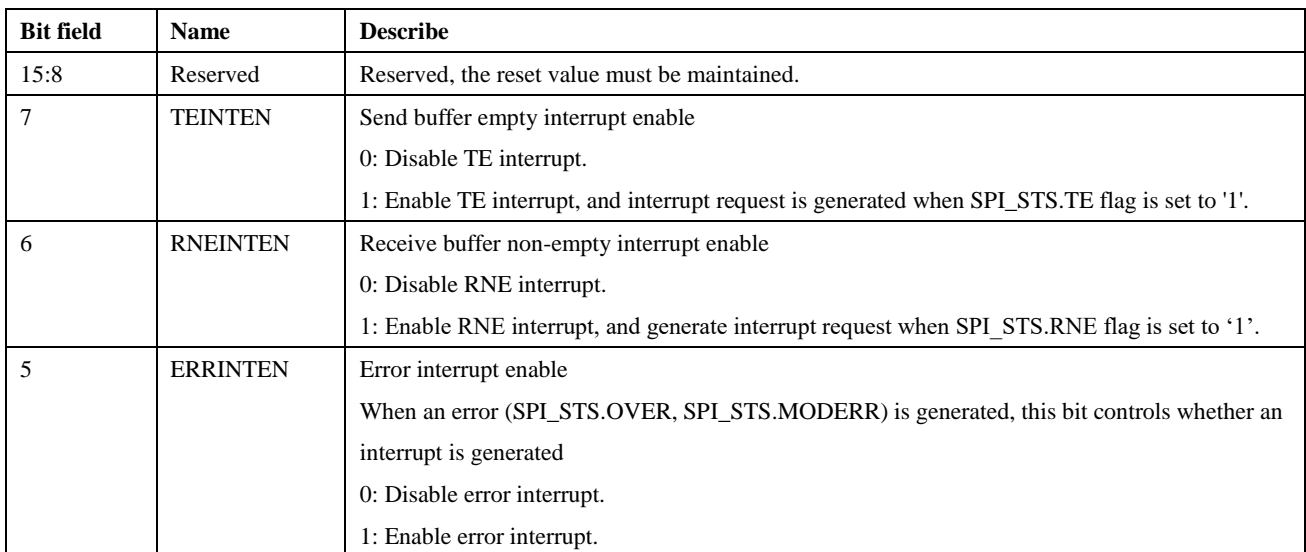 Bit field Name Describe
15:8 Reserved Reserved, the reset value must be maintained.
7 TEINTEN Send buffer empty interrupt enable
0: Disable TE interrupt.
1: Enable TE interrupt, and interrupt request is generated when SPI_STS.TE flag is set to '1'.
6 RNEINTEN Receive buffer non-empty interrupt enable
0: Disable RNE interrupt.
1: Enable RNE interrupt, and generate interrupt request when SPI_STS.RNE flag is set to ‘1’.
5 ERRINTEN Error interrupt enable
When an error (SPI_STS.OVER, SPI_STS.MODERR) is generated, this bit controls whether an
interrupt is generated
0: Disable error interrupt.
1: Enable error interrupt.